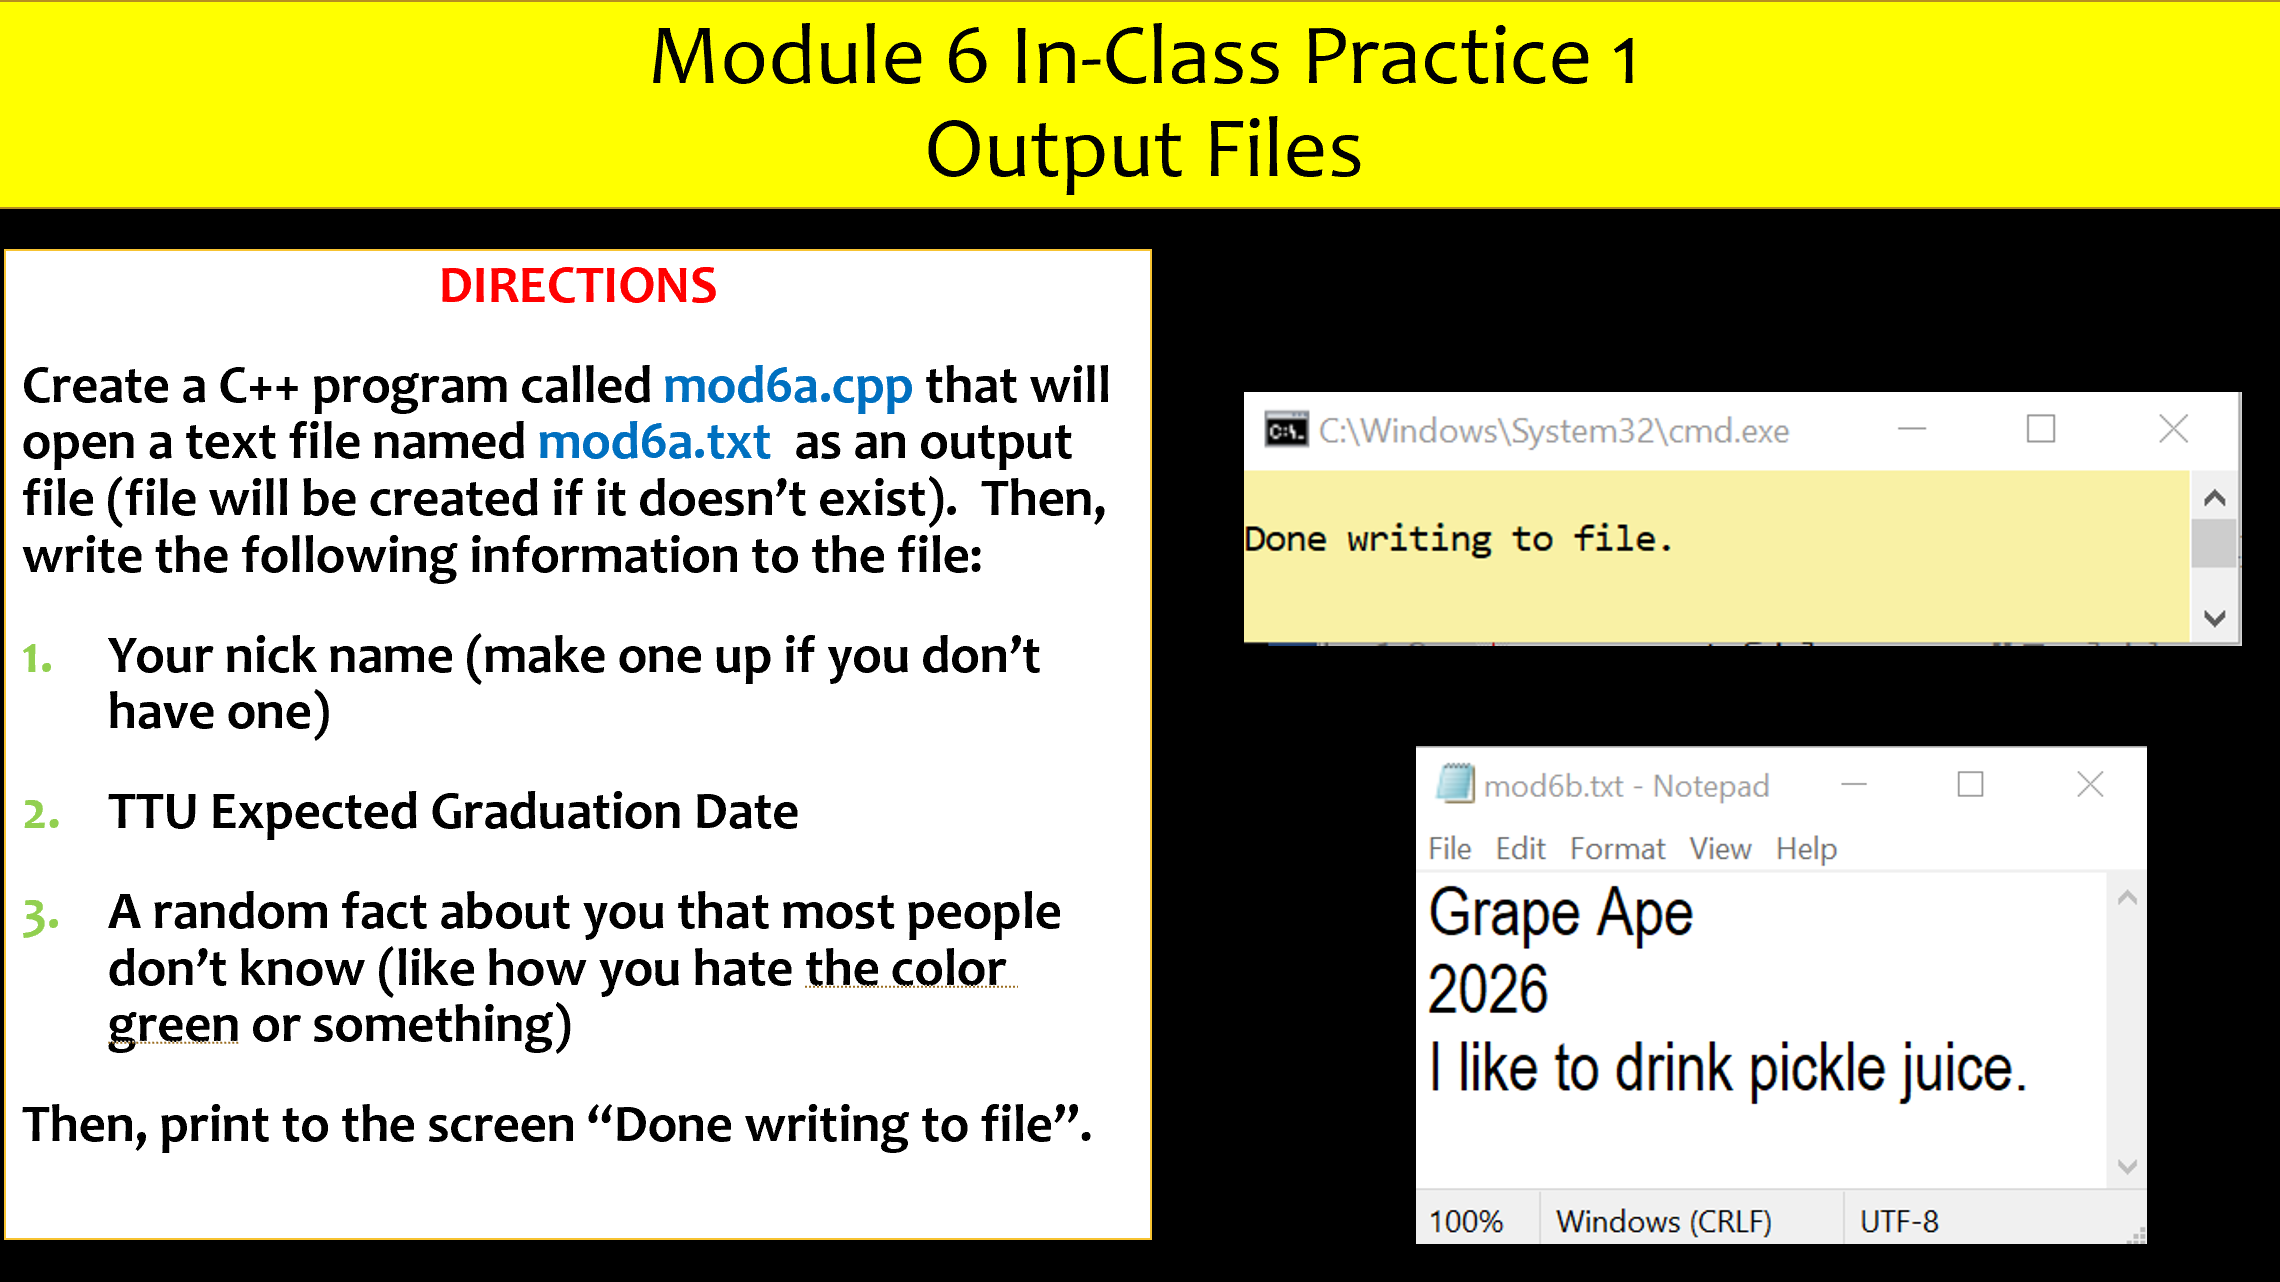 Module 6 In-Class Practice 1
Output Files
DIRECTIONS
Create a C++ program called mod6a.cpp that will
open a text file named mod6a.txt  as an output
file (file will be created if it doesn’t exist).  Then,
write the following information to the file:
1. Your nick name (make one up if you don’t
have one)
2. TTU Expected Graduation Date
3. A random fact about you that most people
don’t know (like how you hate the color
green or something)
Then, print to the screen “Done writing to file”.
C:\Windows\System32\cmd.exe
Done writing to file.
mod6b.txt - Notepad
File Edit Format View Help
Grape Ape
2026
I like to drink pickle juice.
100% Windows (CRLF) UTF-8